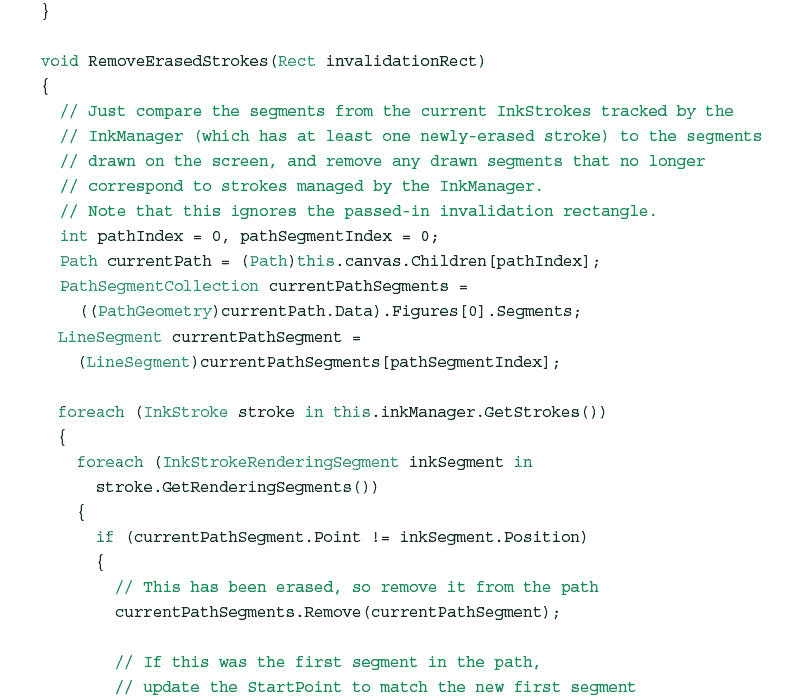 }
void RemoveErasedStrokes(Rect invalidationRect)
{
// Just compare the segments from the current InkStrokes tracked by the
// InkManager (which has at least one newly-erased stroke) to the segments
// drawn on the screen, and remove any drawn segments that no longer
// correspond to strokes managed by the InkManager.
// Note that this ignores the passed-in invalidation rectangle.
int pathIndex = 0, pathSegmentIndex = 0;
Path currentPath = (Path)this.canvas.Children[pathIndex];
PathSegmentCollection currentPathSegments =
((PathGeometry)currentPath.Data).Figures[0].Segments;
LineSegment currentPathSegment =
(LineSegment)currentPathSegments[pathSegmentIndex];
foreach (InkStroke stroke in this.inkManager.GetStrokes())
{
foreach (InkStrokeRenderingSegment inkSegment in
stroke.GetRenderingSegments())
{
if (currentPathSegment.Point != inkSegment.Position)
{
// This has been erased, so remove it from the path
currentPathSegments.Remove(currentPathSegment);
// If this was the first segment in the path,
// update the StartPoint to match the new first segment